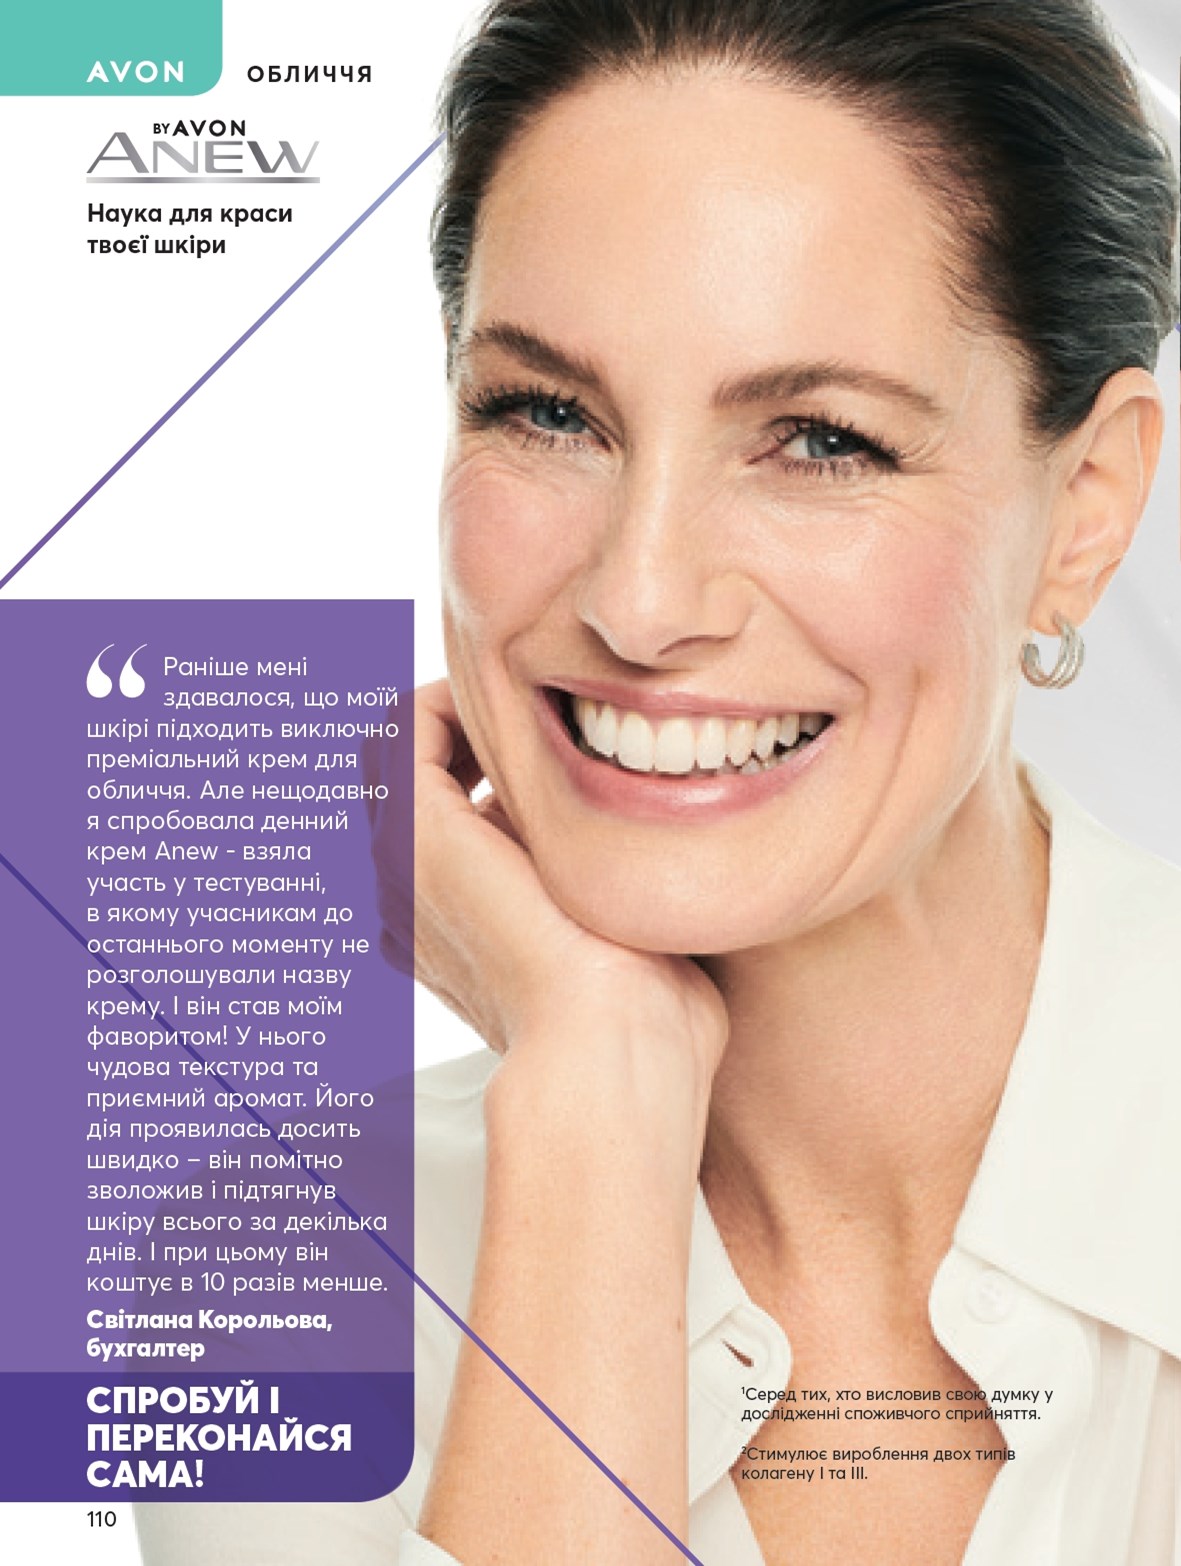 AVON
ОБЛИЧЧЯ
BY AVON
ANEW
Наука для краси
твоєї шкіри
“ Раніше мені
здавалося, що моїй
шкірі підходить виключно
преміальний крем для
обличчя. Але нещодавно
я спробовала денний
крем Anew - взяла
участь у тестуванні,
в якому учасникам до
останнього моменту не
розголошували назву
крему. І він став моїм
фаворитом! У нього
чудова текстура та
приємний аромат. Його
дія проявилась досить
швидко – він помітно
зволожив і підтягнув
шкіру всього за декілька
днів. І при цьому він
коштує в 10 разів менше.
Світлана Корольова,
бухгалтер
СПРОБУЙ І
ПЕРЕКОНАЙСЯ
САМА!
¹Серед тих, хто висловив свою думку у
дослідженні споживчого сприйняття.
²Стимулює вироблення двох типів
колагену І та ІІІ.
110